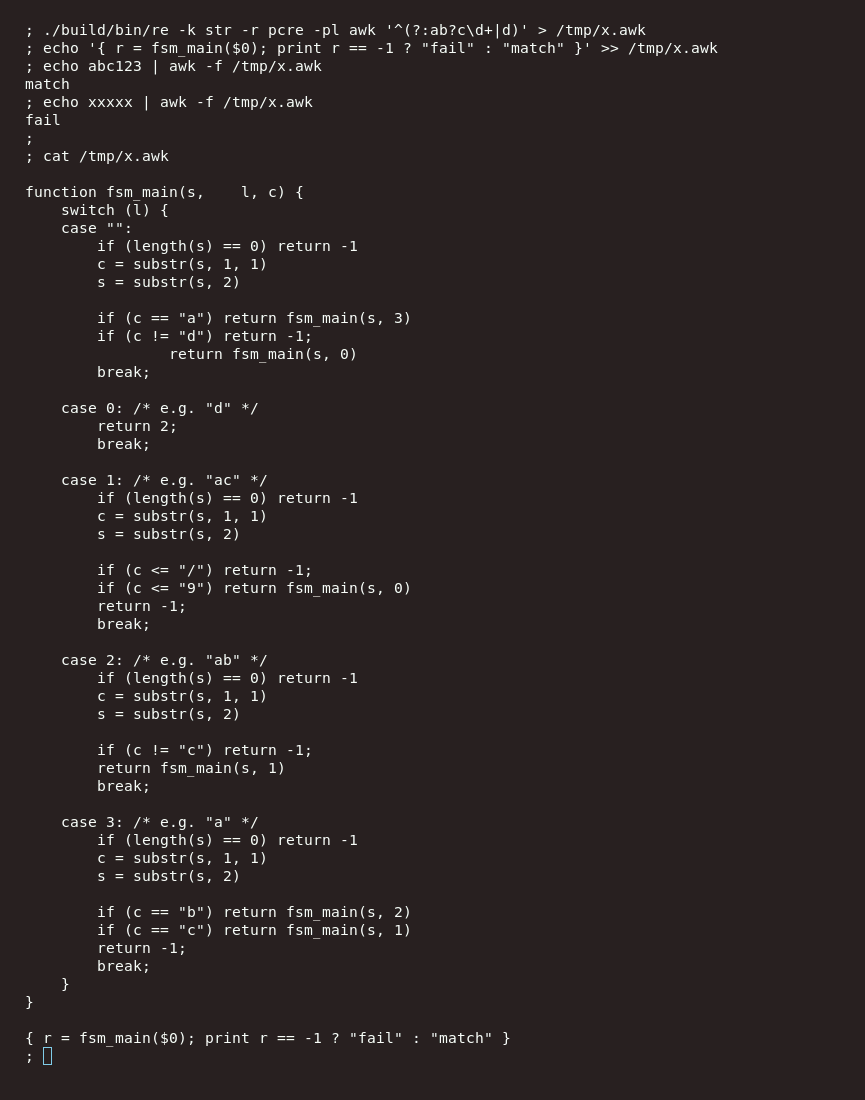 ; ./build/bin/re -k str -r pcre -pl awk '^(?:ab?c\d+|d)' > /tmp/x.awk
; echo '{ r = fsm_main($0); print r == -1 ? "fail" : "match" }' >> /tmp/x.awk
; echo abc123 | awk -f /tmp/x.awk
match
; echo xxxxx | awk -f /tmp/x.awk
fail
;
; cat /tmp/x.awk

function fsm_main(s,    l, c) {
    switch (l) {
    case "":
        if (length(s) == 0) return -1
        c = substr(s, 1, 1)
        s = substr(s, 2)

        if (c == "a") return fsm_main(s, 3)
        if (c != "d") return -1;
                return fsm_main(s, 0)
        break;

    case 0: /* e.g. "d" */
        return 2;
        break;

    case 1: /* e.g. "ac" */
        if (length(s) == 0) return -1
        c = substr(s, 1, 1)
        s = substr(s, 2)

        if (c <= "/") return -1;
        if (c <= "9") return fsm_main(s, 0)
        return -1;
        break;

    case 2: /* e.g. "ab" */
        if (length(s) == 0) return -1
        c = substr(s, 1, 1)
        s = substr(s, 2)

        if (c != "c") return -1;
        return fsm_main(s, 1)
        break;

    case 3: /* e.g. "a" */
        if (length(s) == 0) return -1
        c = substr(s, 1, 1)
        s = substr(s, 2)

        if (c == "b") return fsm_main(s, 2)
        if (c == "c") return fsm_main(s, 1)
        return -1;
        break;
    }
}

{ r = fsm_main($0); print r == -1 ? "fail" : "match" }
;